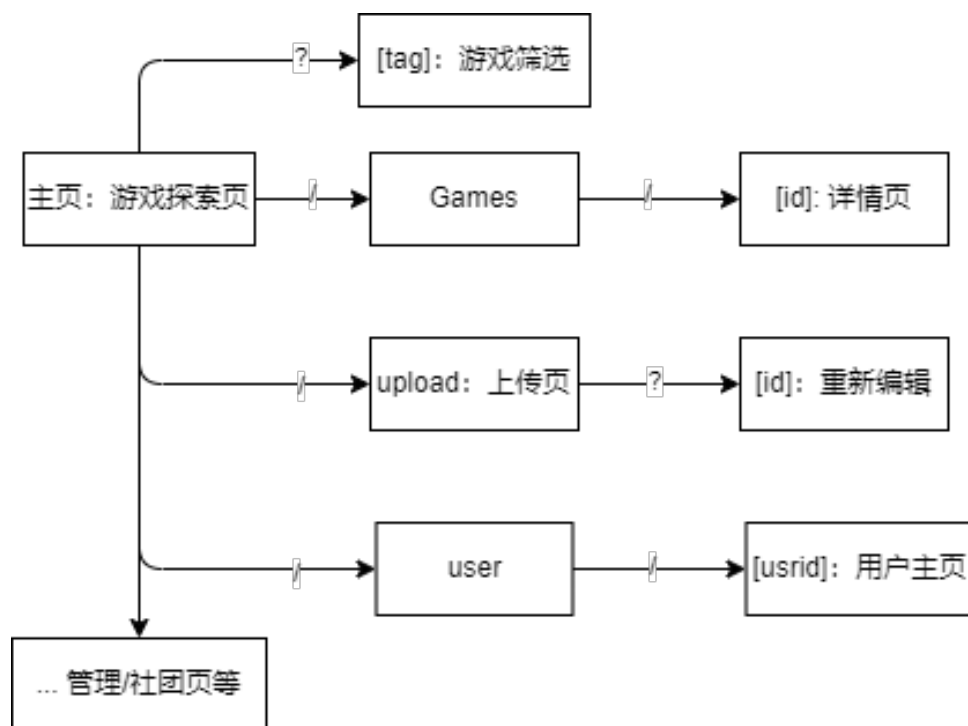 ?
[tag]：游戏筛选
主页：游戏探索页
/
Games
/
[id]: 详情页
/
upload：上传页
?
[id]：重新编辑
/
user
/
[usrid]：用户主页
... 管理/社团页等